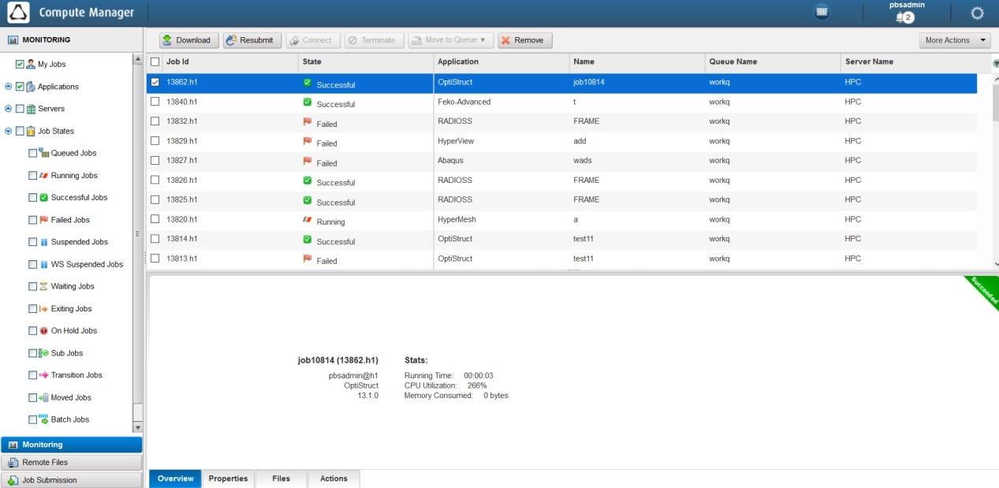 Compute Manager
pbsadmin
2
MONITORING
Download Resubmit Connect Terminate Move to Queue Remove More Actions
My Jobs
Applications
Servers
Job States
Queued Jobs
Running Jobs
Successful Jobs
Failed Jobs
Suspended Jobs
WS Suspended Jobs
Waiting Jobs
Exiting Jobs
On Hold Jobs
Sub Jobs
Transition Jobs
Moved Jobs
Batch Jobs
Monitoring
Remote Files
Job Submission
Job Id State Application Name Queue Name Server Name
13862.h1 Successful OptiStruct job10814 workq HPC
13840.h1 Successful Feko-Advanced t workq HPC
13832.h1 Failed RADIOSS FRAME workq HPC
13829.h1 Failed HyperView add workq HPC
13827.h1 Failed Abaqus wads workq HPC
13826.h1 Successful RADIOSS FRAME workq HPC
13825.h1 Successful RADIOSS FRAME workq HPC
13820.h1 Running HyperMesh a workq HPC
13814.h1 Successful OptiStruct test11 workq HPC
13813.h1 Failed OptiStruct test11 workq HPC
Succeeded
job10814 (13862.h1) Stats:
pbsadmin@h1 Running Time: 00:00:03
OptiStruct CPU Utilization: 266%
13.1.0 Memory Consumed: 0 bytes
Overview Properties Files Actions